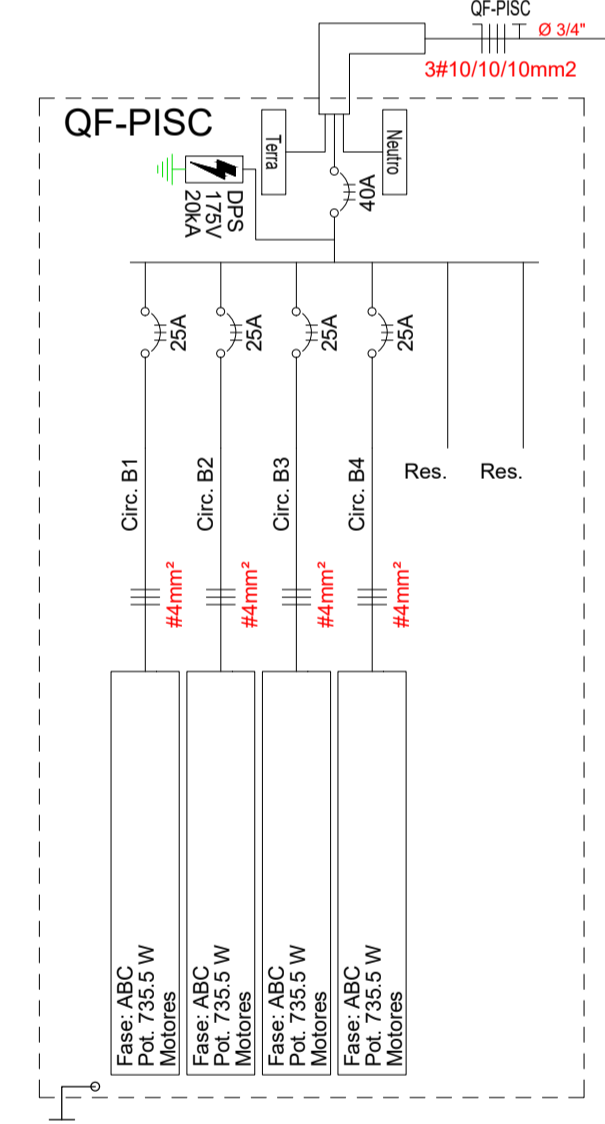 QF-PISC
Ø 3/4"
3#10/10/10mm2
QF-PISC
Terra
Neutro
DPS
175V
20kA
40A
25A
25A
25A
25A
Circ. B1
Circ. B2
Circ. B3
Circ. B4
Res.
Res.
#4mm²
#4mm²
#4mm²
#4mm²
Fase: ABC
Pot. 735.5 W
Motores
Fase: ABC
Pot. 735.5 W
Motores
Fase: ABC
Pot. 735.5 W
Motores
Fase: ABC
Pot. 735.5 W
Motores